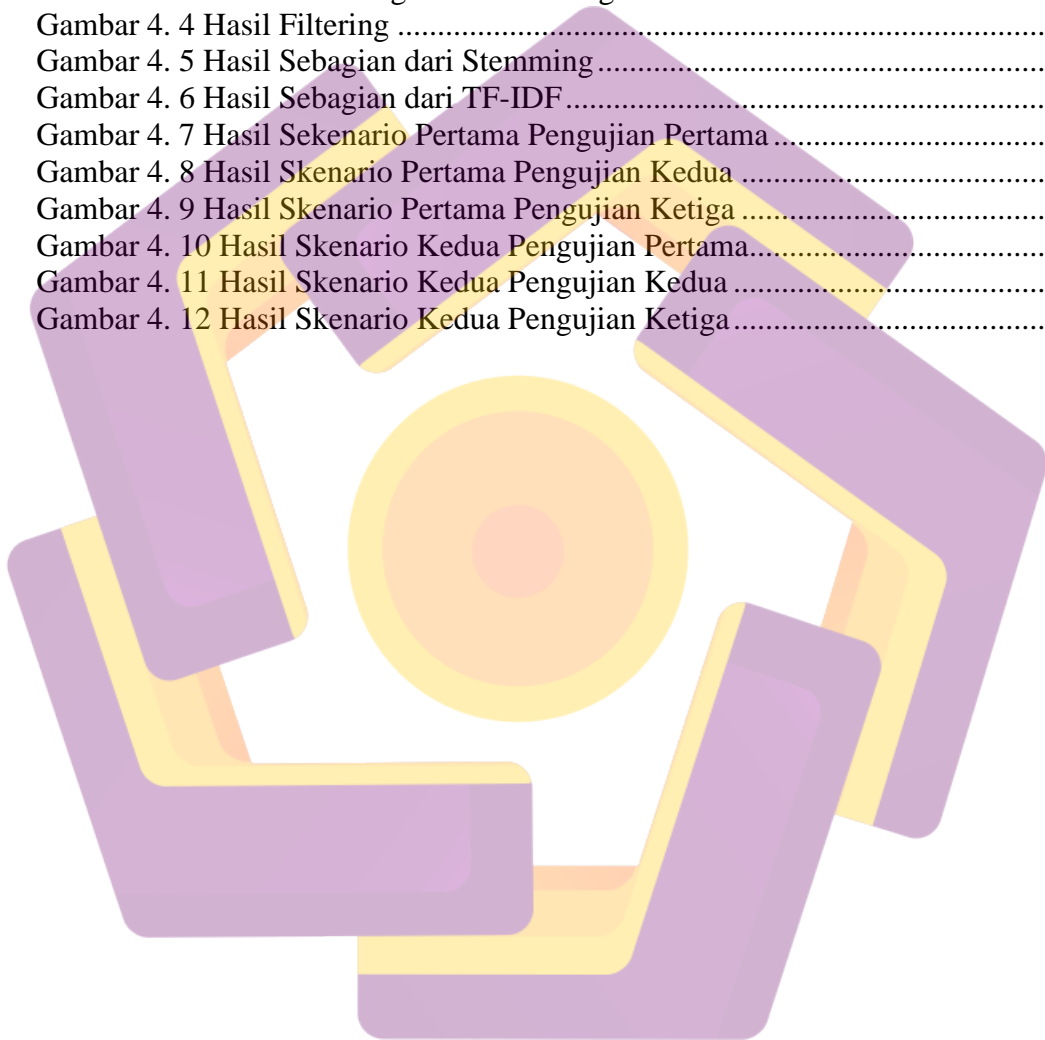 Gambar 4. 4 Hasil Filtering ........................................................................
Gambar 4. 5 Hasil Sebagian dari Stemming ..................................................
Gambar 4. 6 Hasil Sebagian dari TF-IDF ......................................................
Gambar 4. 7 Hasil Sekenario Pertama Pengujian Pertama ..............................
Gambar 4. 8 Hasil Skenario Pertama Pengujian Kedua ..................................
Gambar 4. 9 Hasil Skenario Pertama Pengujian Ketiga ..................................
Gambar 4. 10 Hasil Skenario Kedua Pengujian Pertama.................................
Gambar 4. 11 Hasil Skenario Kedua Pengujian Kedua ...................................
Gambar 4. 12 Hasil Skenario Kedua Pengujian Ketiga ...................................